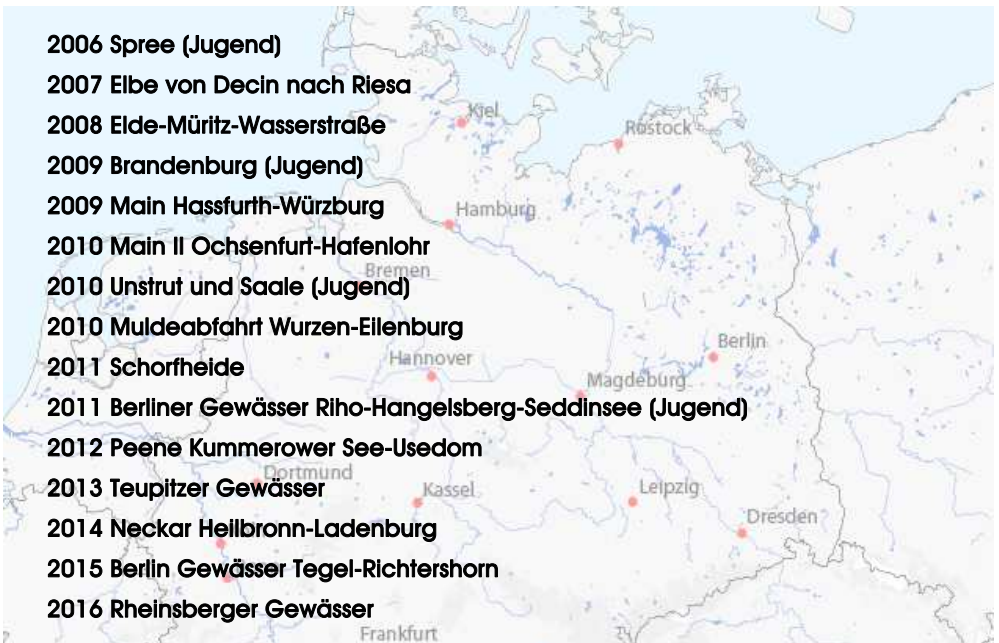 2006 Spree (Jugend)
2007 Elbe von Decin nach Riesa
Kiel
2008 Elde-Müritz-Wasserstraße
Rostock
2009 Brandenburg (Jugend)
2009 Main Hassfurth-Würzburg
Hamburg
2010 Main II Ochsenfurt-Hafenlohr
Bremen
2010 Unstrut und Saale (Jugend)
2010 Muldeabfahrt Wurzen-Eilenburg
Berlin
Hannover
2011 Schorfheide
Magdeburg
2011 Berliner Gewässer Riho-Hangelsberg-Seddinsee (Jugend)
2012 Peene Kummerower See-Usedom
Dortmund
2013 Teupitzer Gewässer
Kassel
Leipzig
Dresden
2014 Neckar Heilbronn-Ladenburg
2015 Berlin Gewässer Tegel-Richtershorn
2016 Rheinsberger Gewässer
Frankfurt